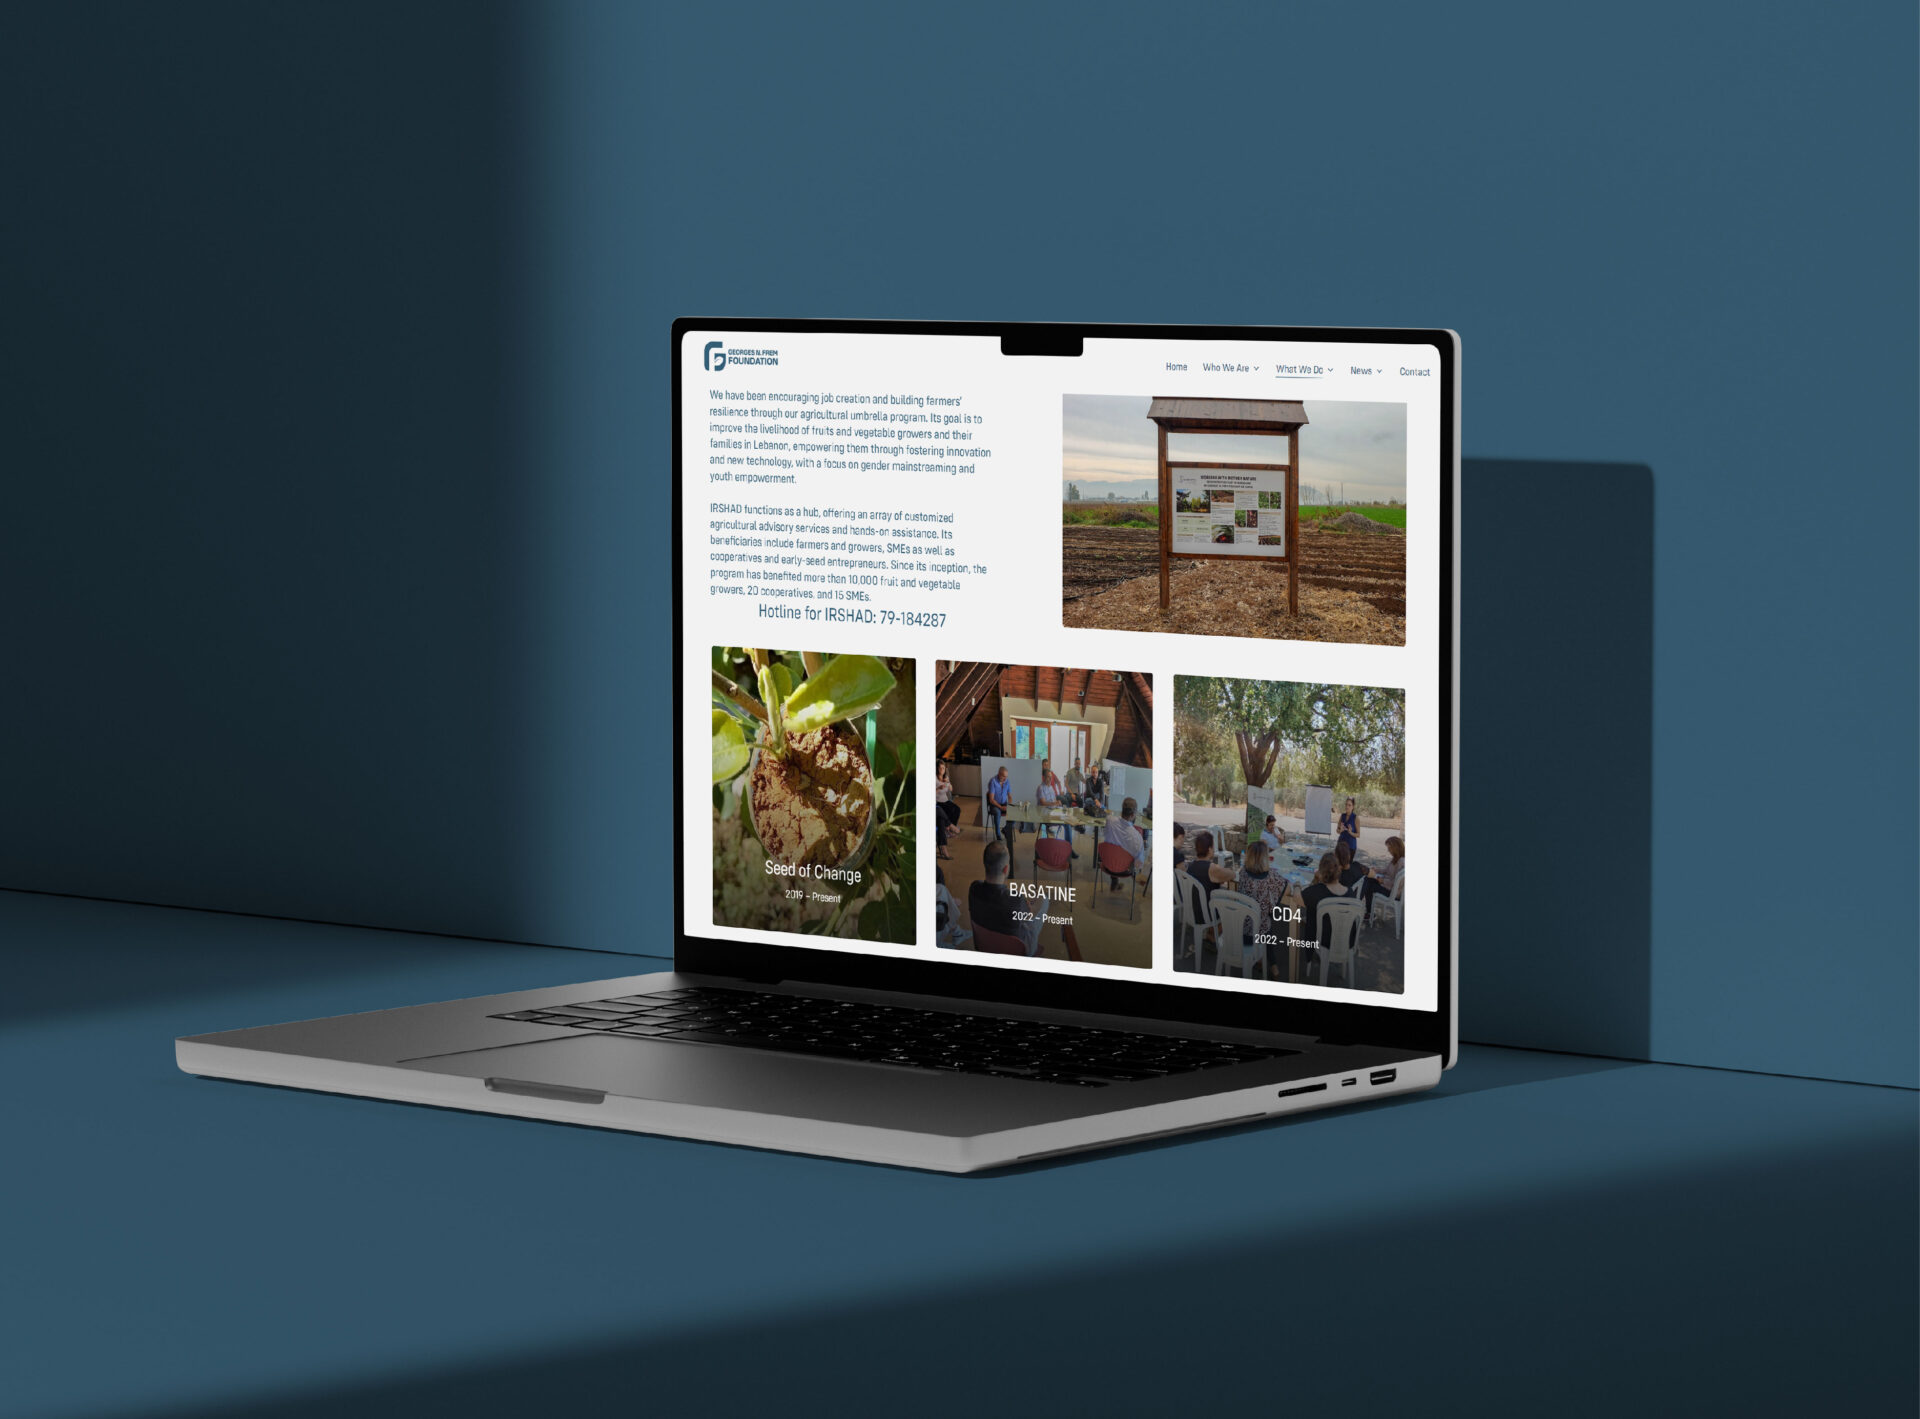 GEORGES N. FREM
FOUNDATION
Home
Who We Are
What We Do
News
Contact
We have been encouraging job creation and building farmers'
resilience through our agricultural umbrella program. Its goal is to
improve the livelihood of fruits and vegetable growers and their
families in Lebanon, empowering them through fostering innovation
and new technology, with a focus on gender mainstreaming and
youth empowerment.
IRSHAD functions as a hub, offering an array of customized
agricultural advisory services and hands-on assistance. Its
beneficiaries include farmers and growers, SMEs as well as
cooperatives and early-seed entrepreneurs. Since its inception, the
program has benefited more than 10,000 fruit and vegetable
growers, 20 cooperatives, and 15 SMEs.
Hotline for IRSHAD: 79-184287
WORKING WITH MOTHER NATURE
Seed of Change
2019 – Present
BASATINE
2022 – Present
CD4
2022 – Present